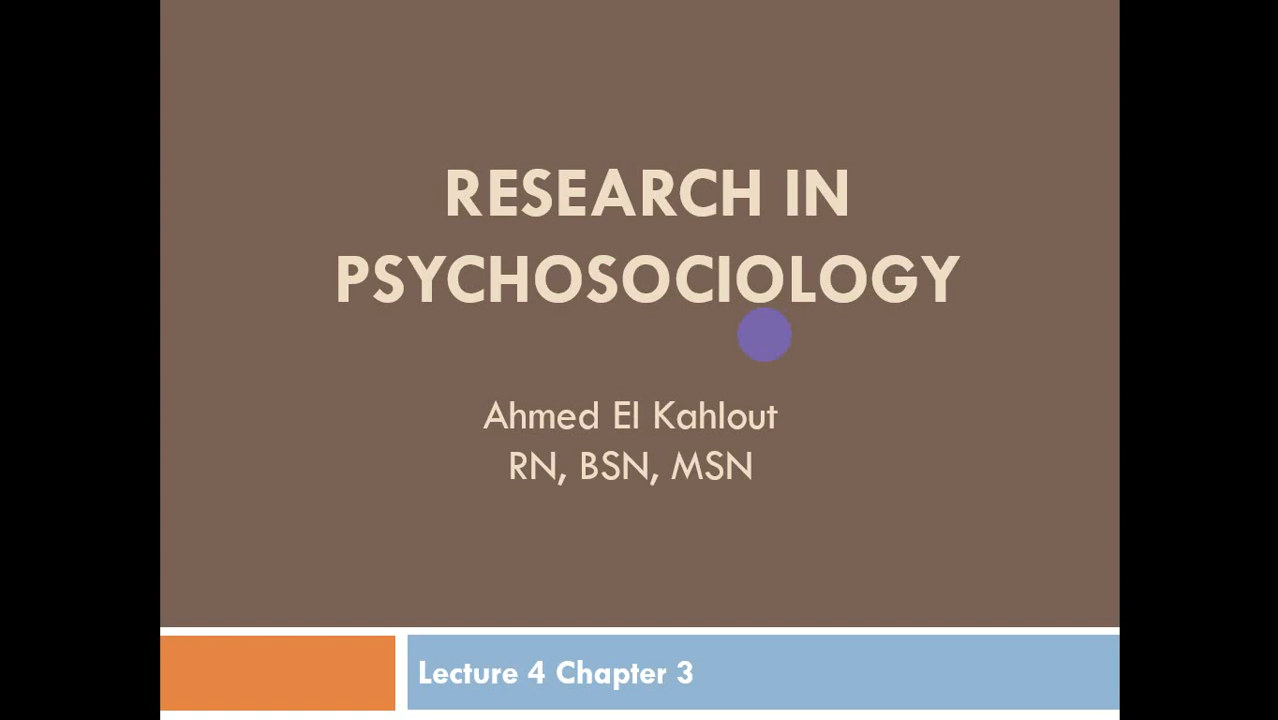 RESEARCH IN
PSYCHOSOCIOLOGY
Ahmed El Kahlout
RN, BSN, MSN
Lecture 4 Chapter 3